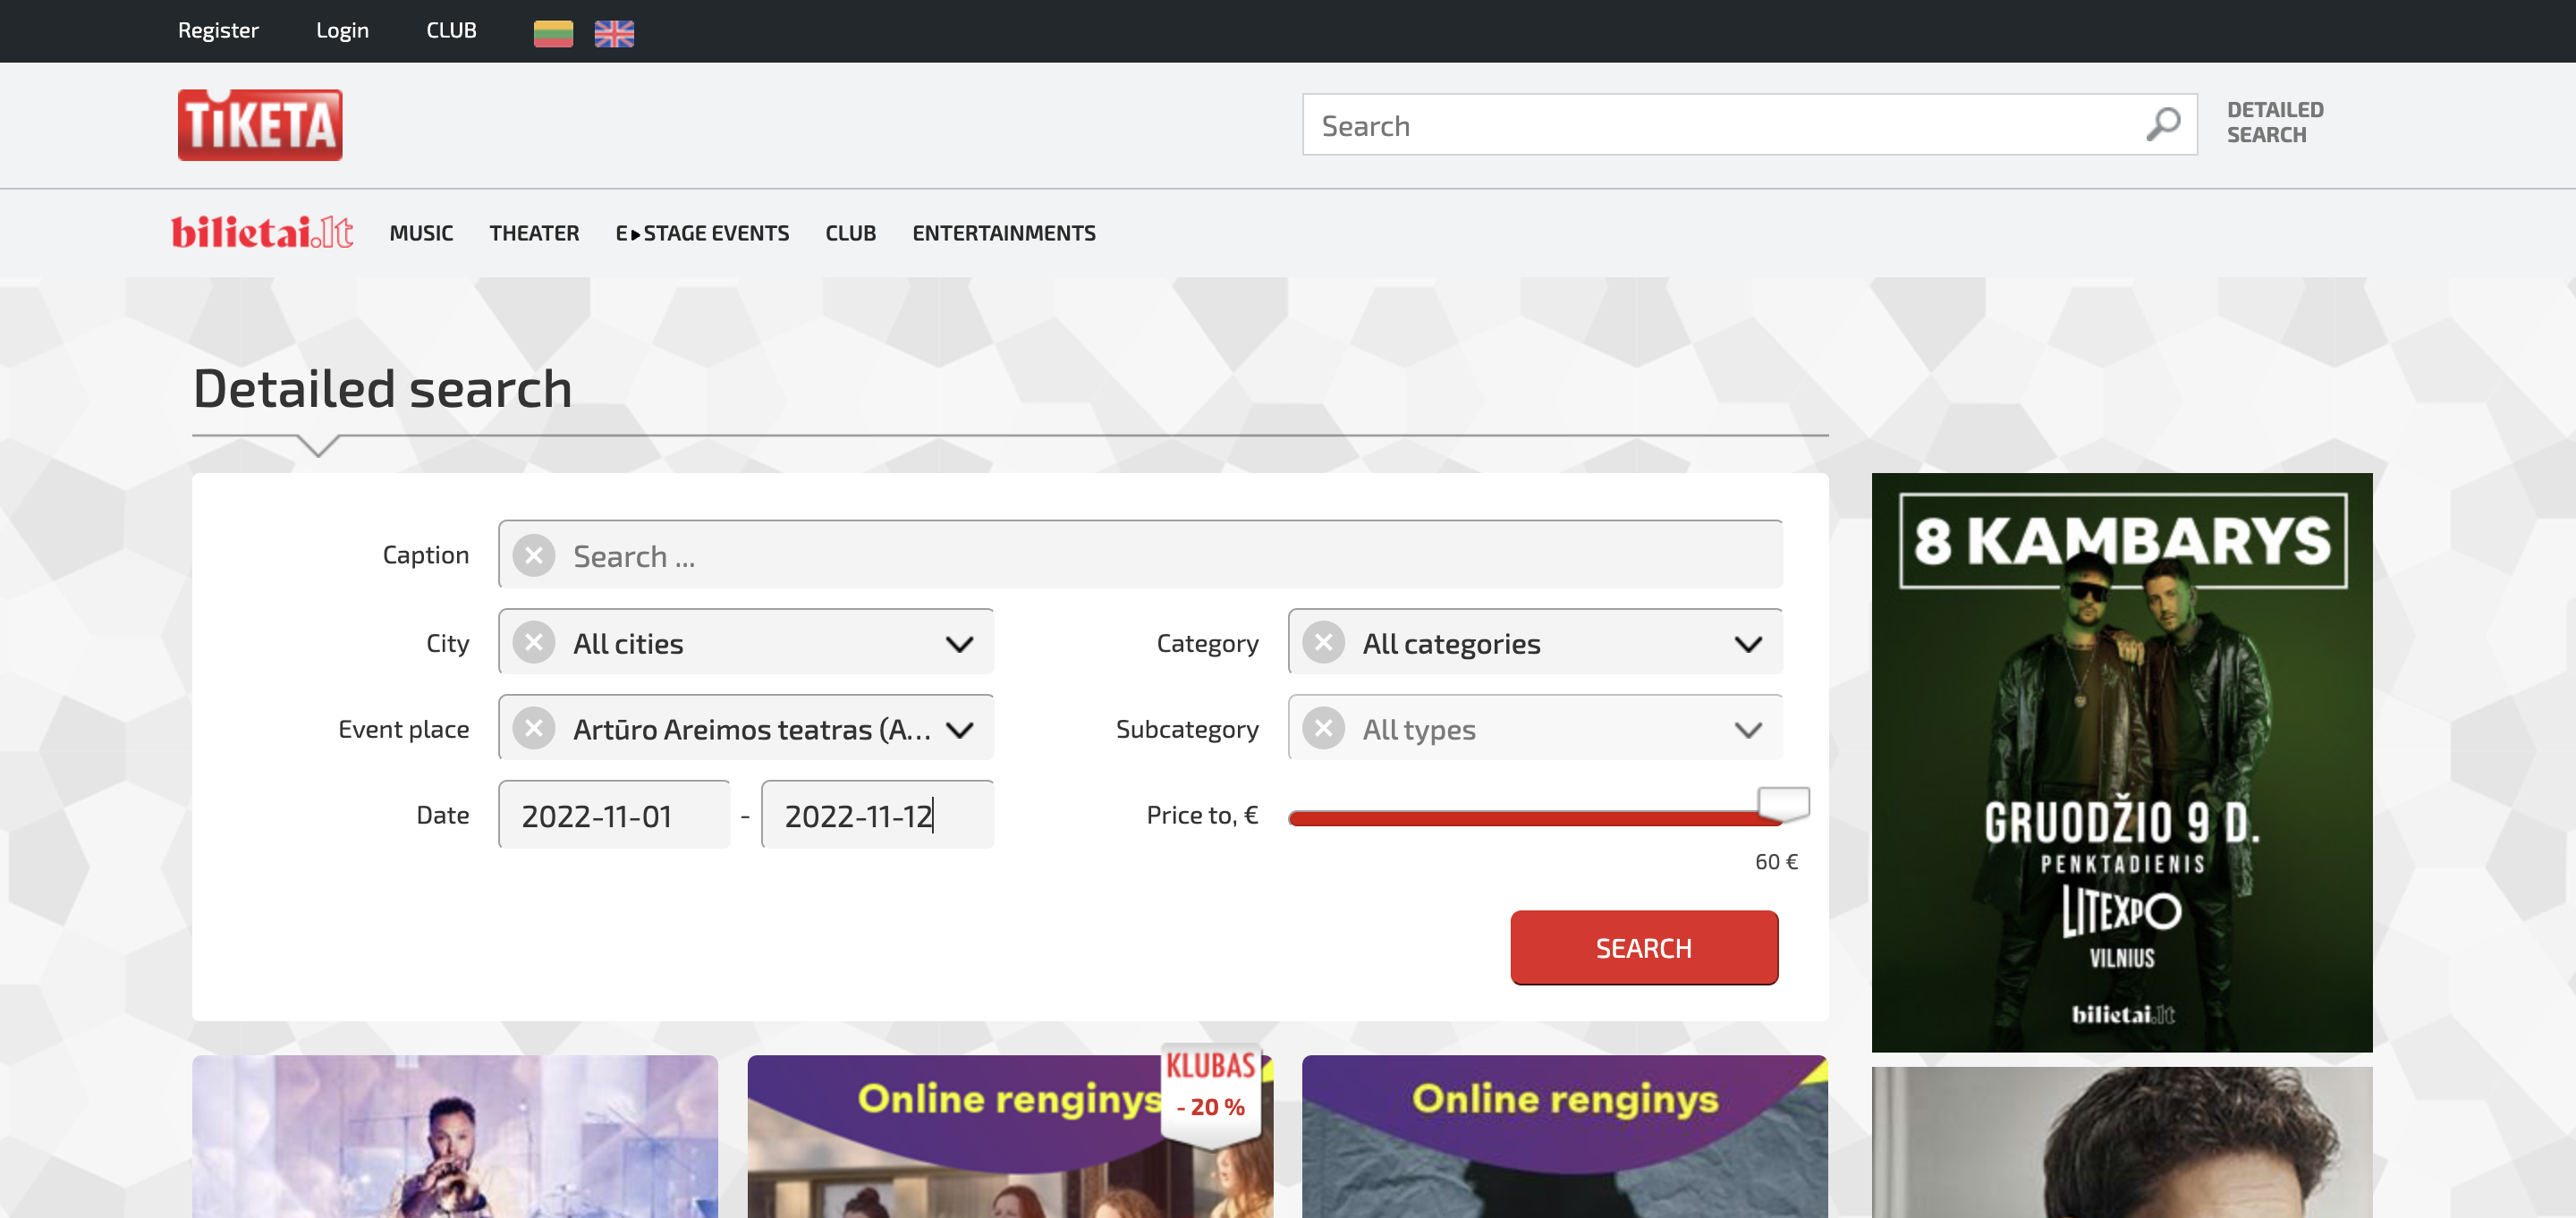 Register Login CLUB
TiKETA
Search
DETAILED
SEARCH
bilietai.lt MUSIC THEATER E▶STAGE EVENTS CLUB ENTERTAINMENTS
Detailed search
Caption Search ...
City All cities Category All categories
Event place Artūro Areimos teatras (A... Subcategory All types
Date 2022-11-01 - 2022-11-12 Price to, €
60 €
SEARCH
8 KAMBARYS
GRUODŽIO 9 D.
PENKTADIENIS
LITEXPO
VILNIUS
bilietai.lt
Online renginys
KLUBAS
- 20 %
Online renginys